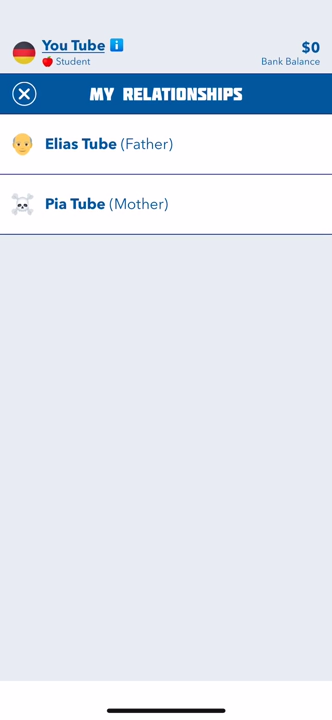 You Tube
$0
Student
Bank Balance
MY RELATIONSHIPS
Elias Tube (Father)
Pia Tube (Mother)